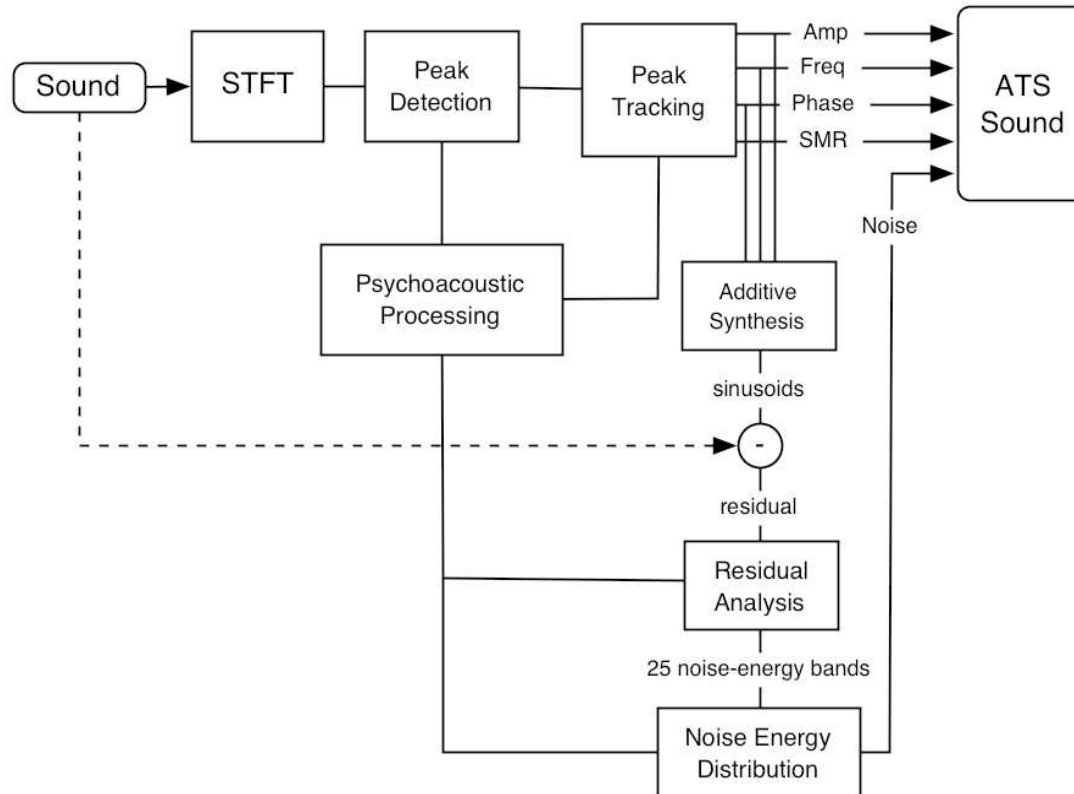 Sound
STFT
Peak
Detection
Peak
Tracking
Amp
Freq
Phase
SMR
ATS
Sound
Noise
Psychoacoustic
Processing
Additive
Synthesis
sinusoids
-
residual
Residual
Analysis
25 noise-energy bands
Noise Energy
Distribution